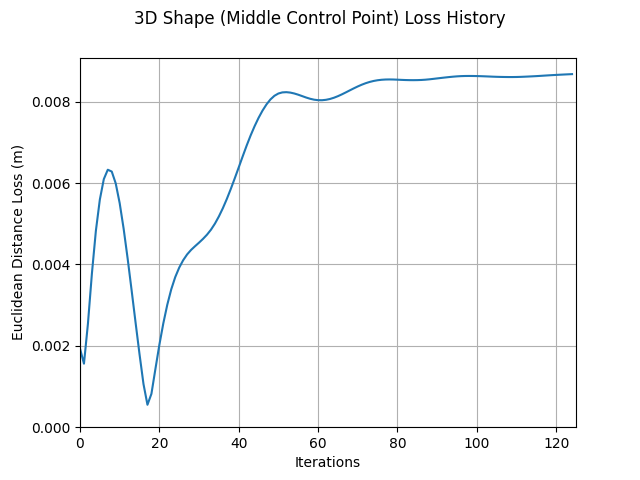 3D Shape (Middle Control Point) Loss History
Euclidean Distance Loss (m)
0.008
0.006
0.004
0.002
0.000
0 20 40 60 80 100 120
Iterations